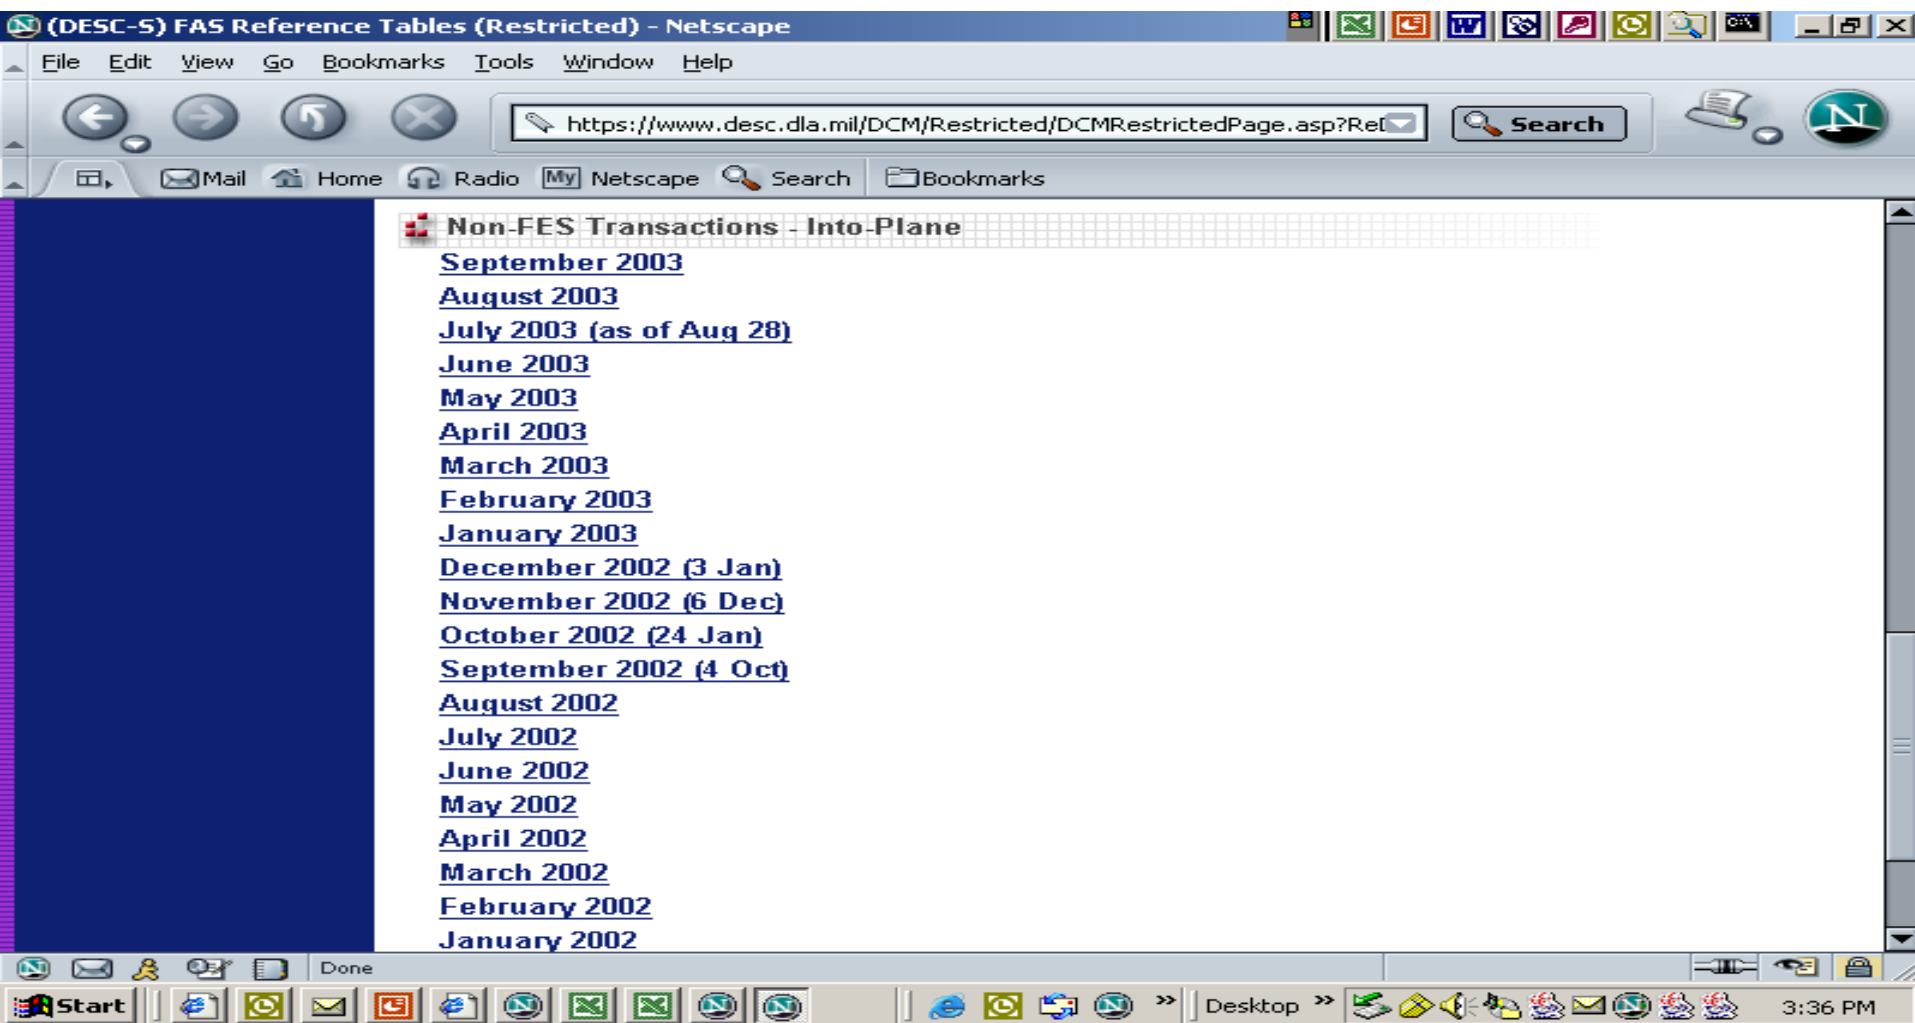 (DESC-S) FAS Reference Tables (Restricted) - Netscape
File Edit View Go Bookmarks Tools Window Help
https://www.desc.dla.mil/DCM/Restricted/DCMRestrictedPage.asp?Re Search
Mail Home Radio My Netscape Search Bookmarks
Non-FES Transactions - Into-Plane
September 2003
August 2003
July 2003 (as of Aug 28)
June 2003
May 2003
April 2003
March 2003
February 2003
January 2003
December 2002 (3 Jan)
November 2002 (6 Dec)
October 2002 (24 Jan)
September 2002 (4 Oct)
August 2002
July 2002
June 2002
May 2002
April 2002
March 2002
February 2002
January 2002
Done
Start Desktop » 3:36 PM